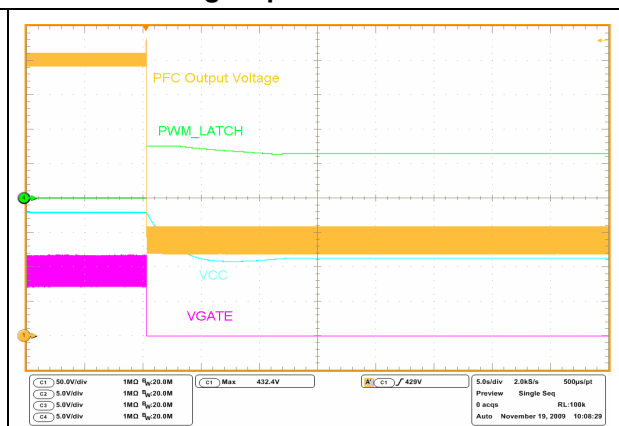 PFC Output Voltage
PWM_LATCH
4
VCC
VGATE
1
C1 50.0V/div 1MΩ BW:20.0M
C2 5.0V/div 1MΩ BW:20.0M
C3 5.0V/div 1MΩ BW:20.0M
C4 5.0V/div 1MΩ BW:20.0M
C1 Max 432.4V
A' C1 429V
5.0s/div 2.0kS/s 500µs/pt
Preview Single Seq
0 acqs RL:100k
Auto November 19, 2009 10:08:29